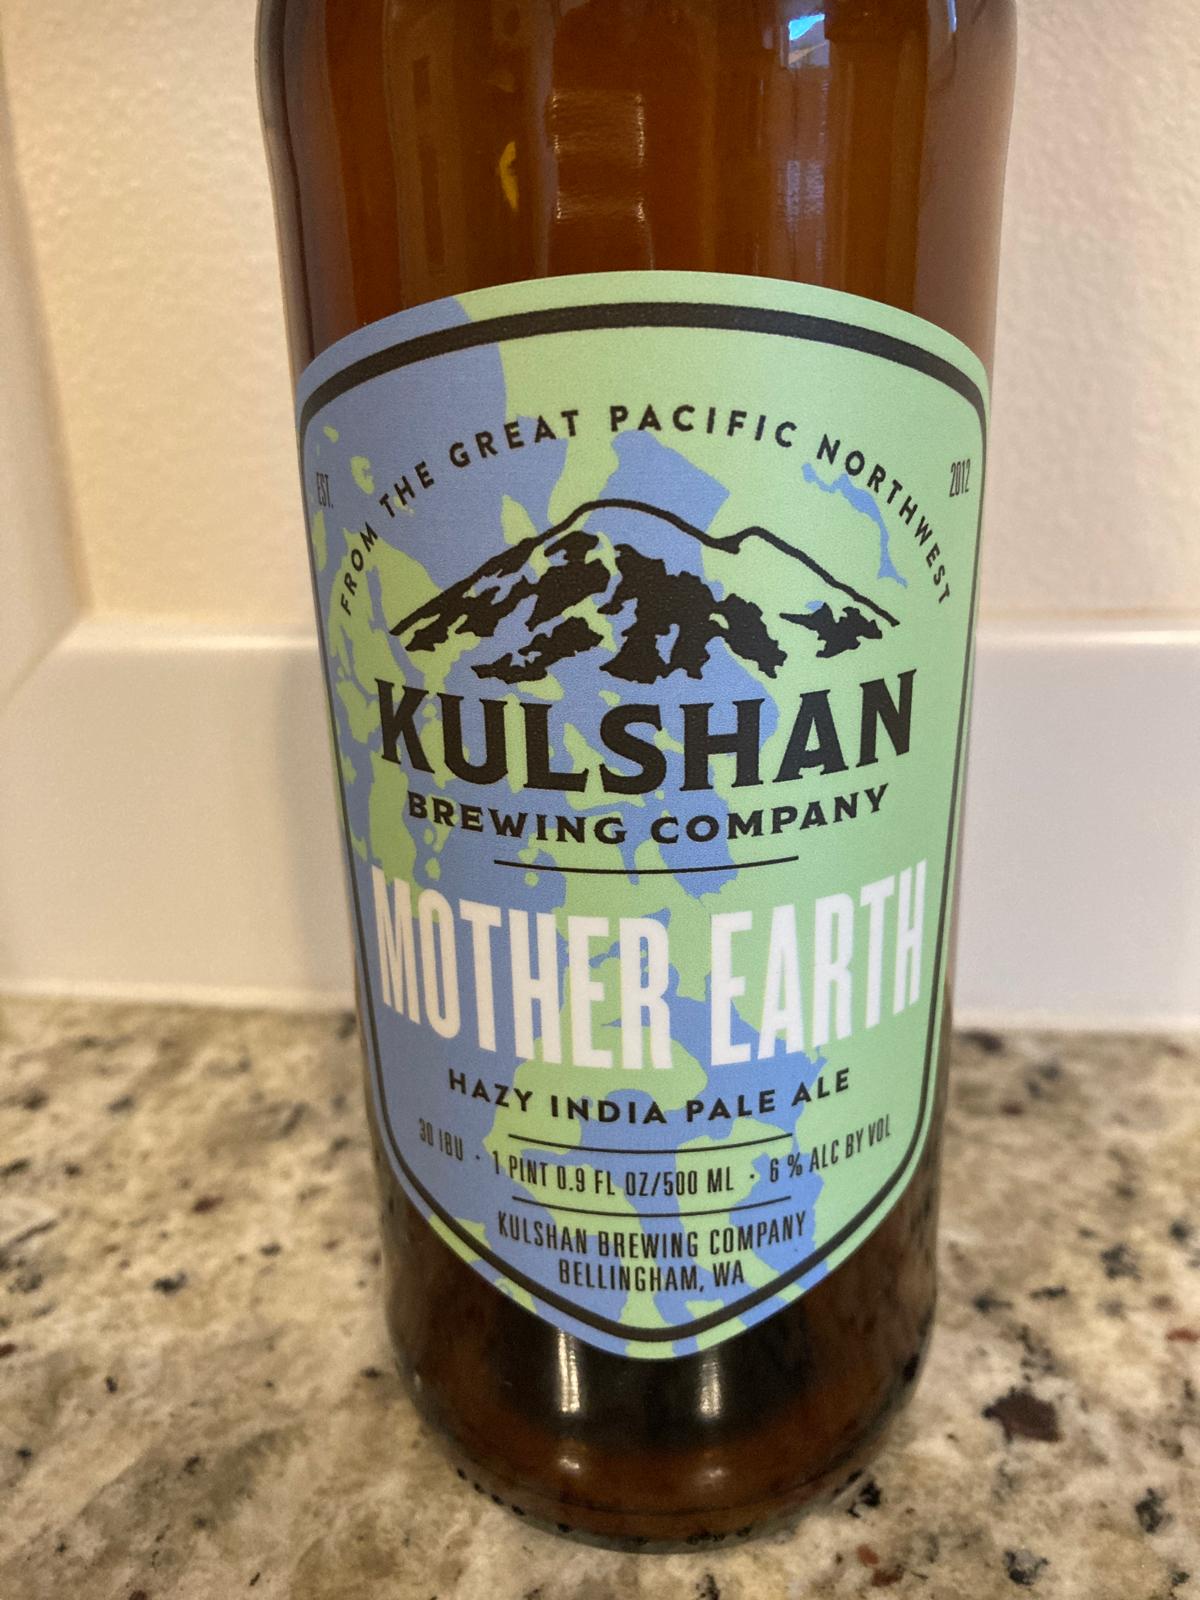 FROM THE GREAT PACIFIC NORTHWEST
EST. 2012
KULSHAN
BREWING COMPANY
MOTHER EARTH
HAZY INDIA PALE ALE
30 IBU · 1 PINT 0.9 FL OZ/500 ML · 6 % ALC BY VOL
KULSHAN BREWING COMPANY
BELLINGHAM, WA